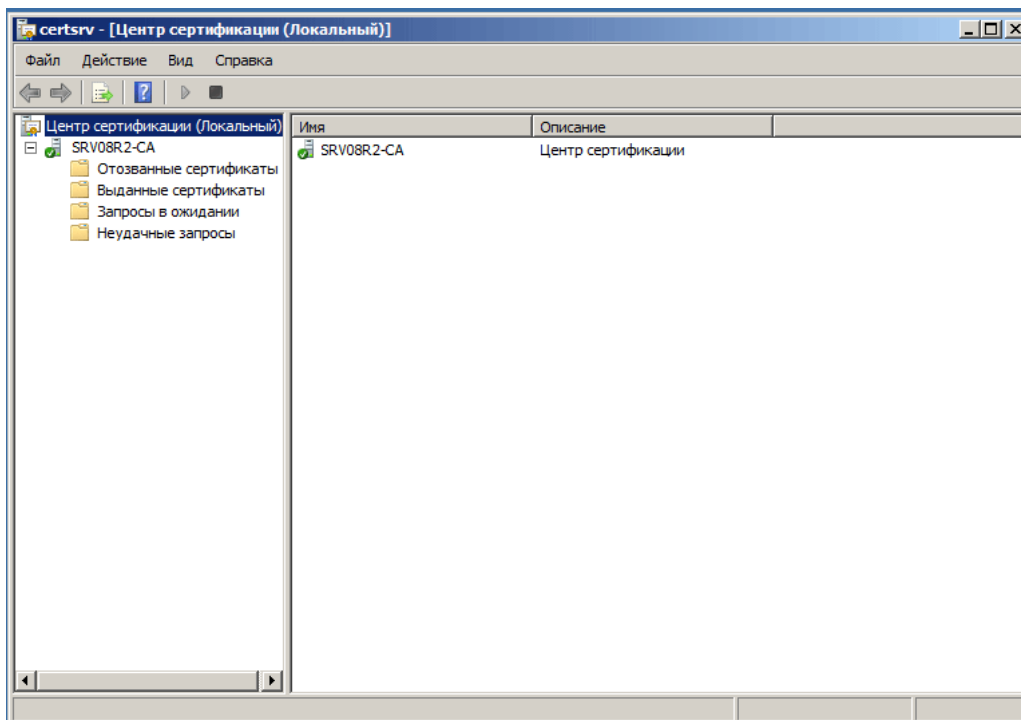 certsrv - [Центр сертификации (Локальный)]
Файл Действие Вид Справка
Центр сертификации (Локальный)
SRV08R2-CA
Отозванные сертификаты
Выданные сертификаты
Запросы в ожидании
Неудачные запросы
Имя Описание
SRV08R2-CA Центр сертификации